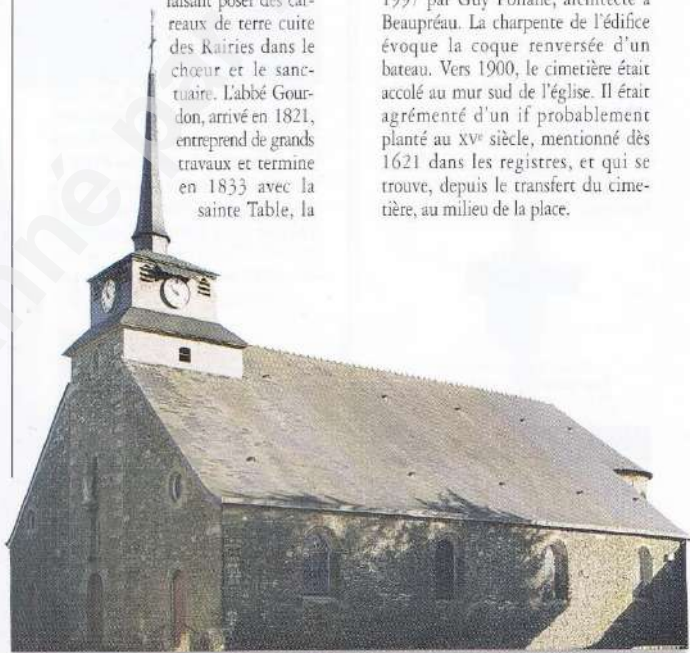 faisant poser des car-
reaux de terre cuite
des Rairies dans le
chœur et le sanc-
tuaire. L'abbé Gour-
don, arrivé en 1821,
entreprend de grands
travaux et termine
en 1833 avec la
sainte Table, la
1997 par Guy architecte à
Beaupréau. La charpente de l'édifice
évoque la coque renversée d'un
bateau. Vers 1900, le cimetière était
accolé au mur sud de l'église. Il était
agrémenté d'un if probablement
planté au XVe siècle, mentionné dès
1621 dans les registres, et qui se
trouve, depuis le transfert du cime-
tière, au milieu de la place.